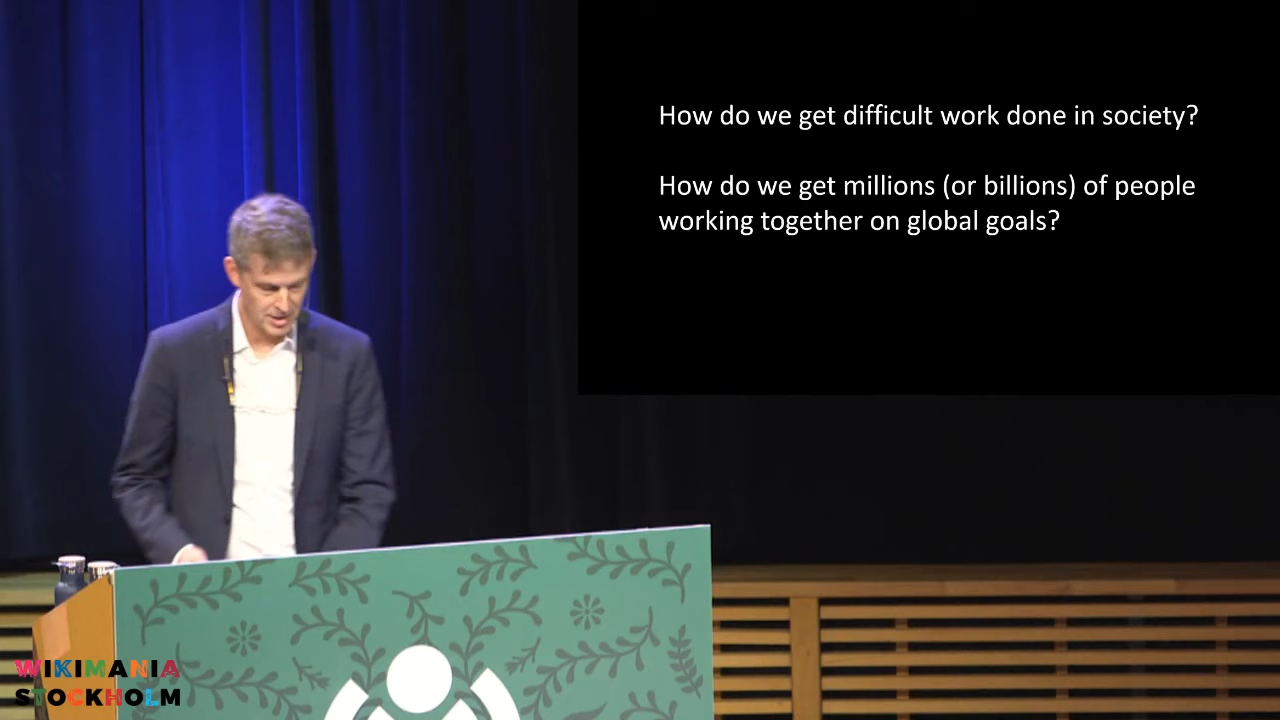 How do we get difficult work done in society?
How do we get millions (or billions) of people
working together on global goals?
WIKIMANIA
STOCKHOLM